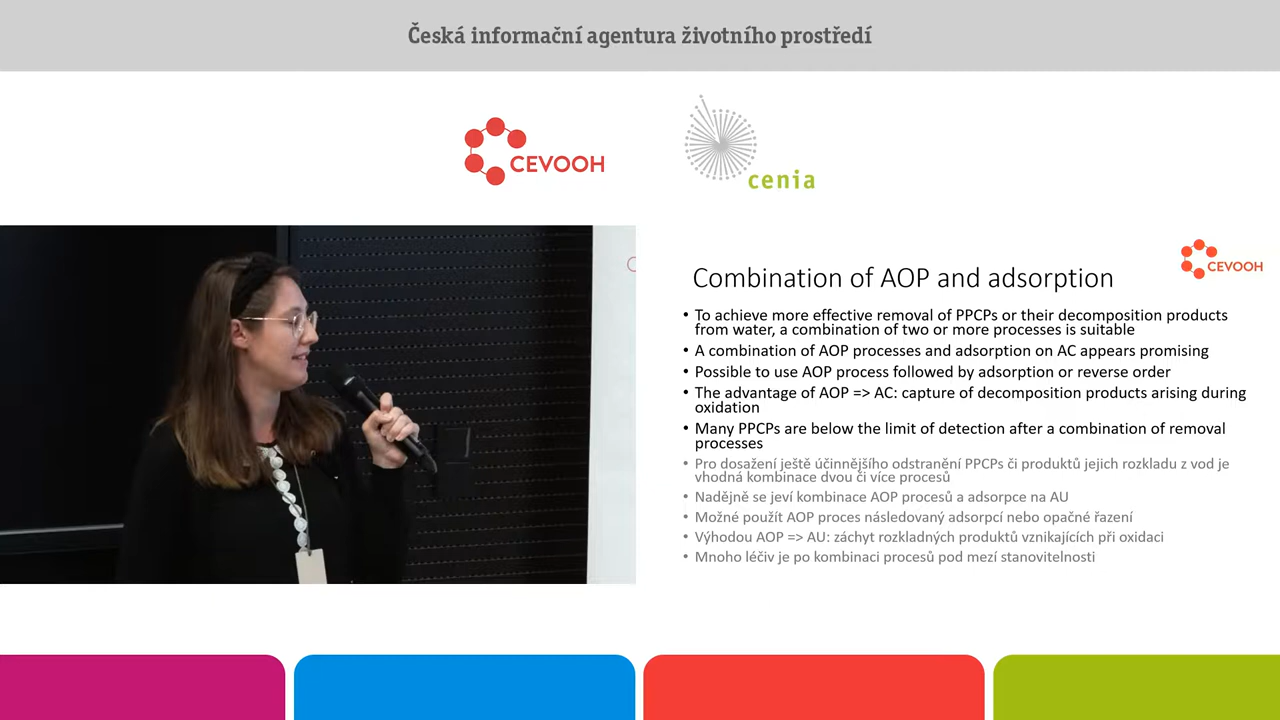 Česká informační agentura životního prostředí
CEVOOH
cenia
CEVOOH
Combination of AOP and adsorption
• To achieve more effective removal of PPCPs or their decomposition products
from water, a combination of two or more processes is suitable
• A combination of AOP processes and adsorption on AC appears promising
• Possible to use AOP process followed by adsorption or reverse order
• The advantage of AOP => AC: capture of decomposition products arising during
oxidation
• Many PPCPs are below the limit of detection after a combination of removal
processes
• Pro dosažení ještě účinnějšího odstranění PPCPs či produktů jejich rozkladu z vod je
vhodná kombinace dvou či více procesů
• Nadějně se jeví kombinace AOP procesů a adsorpce na AU
• Možné použít AOP proces následovaný adsorpcí nebo opačné řazení
• Výhodou AOP => AU: záchyt rozkladných produktů vznikajících při oxidaci
• Mnoho léčiv je po kombinaci procesů pod mezí stanovitelnosti